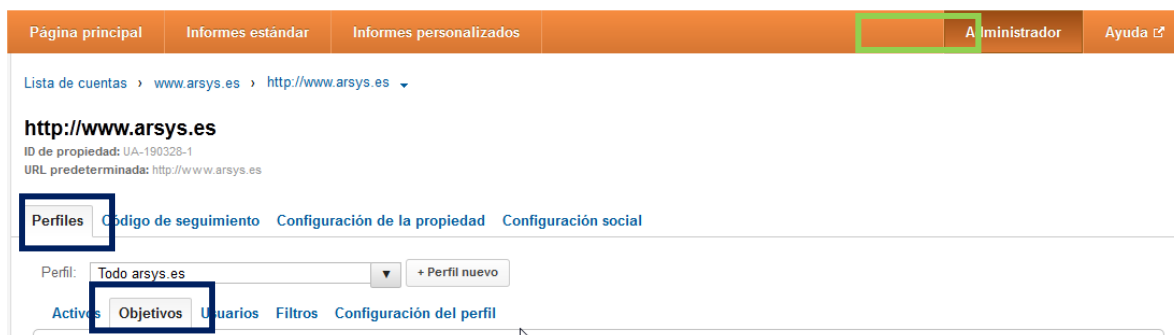 Página principal Informes estándar Informes personalizados Administrador Ayuda
Lista de cuentas › www.arsys.es › http://www.arsys.es
http://www.arsys.es
ID de propiedad: UA-190328-1
URL predeterminada: http://www.arsys.es
Perfiles Código de seguimiento Configuración de la propiedad Configuración social
Perfil: Todo arsys.es + Perfil nuevo
Activos Objetivos Usuarios Filtros Configuración del perfil